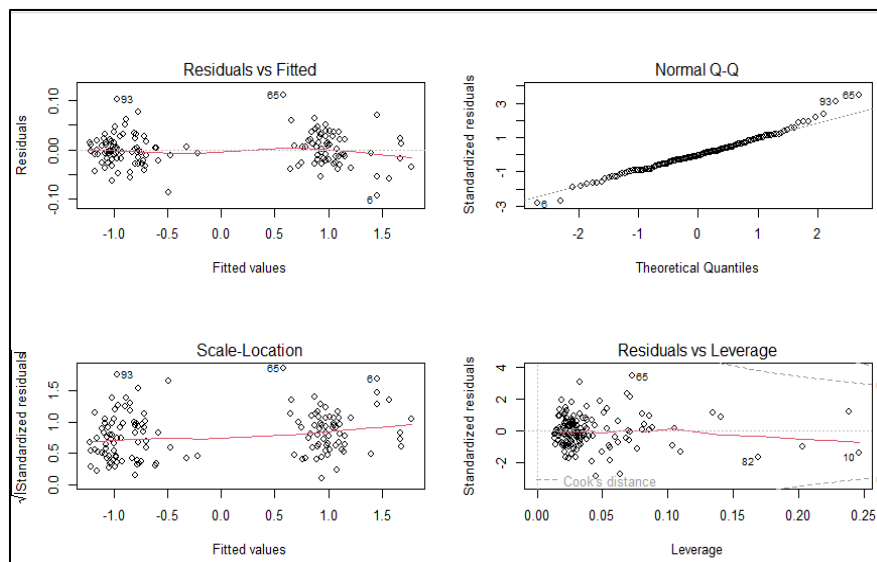 Residuals vs Fitted
Residuals
0.10
0.00
-0.10
93
65
6
-1.0 -0.5 0.0 0.5 1.0 1.5
Fitted values
Normal Q-Q
Standardized residuals
3
1
-1
-3
93
65
6
-2 -1 0 1 2
Theoretical Quantiles
Scale-Location
√|Standardized residuals
1.5
1.0
0.5
0.0
93
65
6
-1.0 -0.5 0.0 0.5 1.0 1.5
Fitted values
Residuals vs Leverage
Standardized residuals
4
2
0
-2
65
82
10
Cook's distance
0.00 0.05 0.10 0.15 0.20 0.25
Leverage